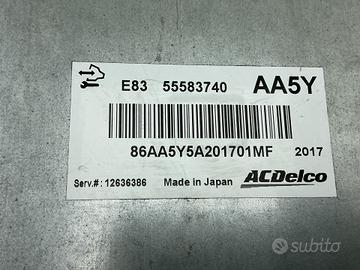 E83 55583740 AA5Y
86AA5Y5A201701MF 2017
Serv.#: 12636386 Made in Japan ACDelco
subito